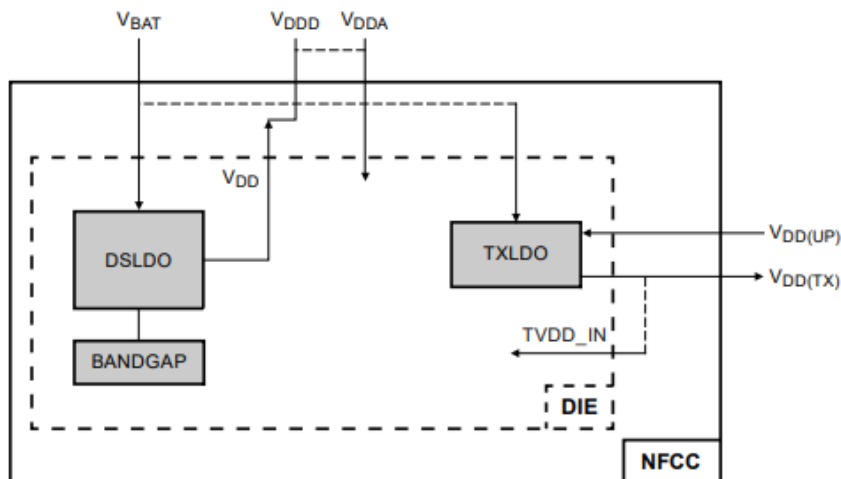 VBAT
VDDD
VDDA
VDD
DSLDO
TXLDO
VDD(UP)
VDD(TX)
TVDD_IN
BANDGAP
DIE
NFCC